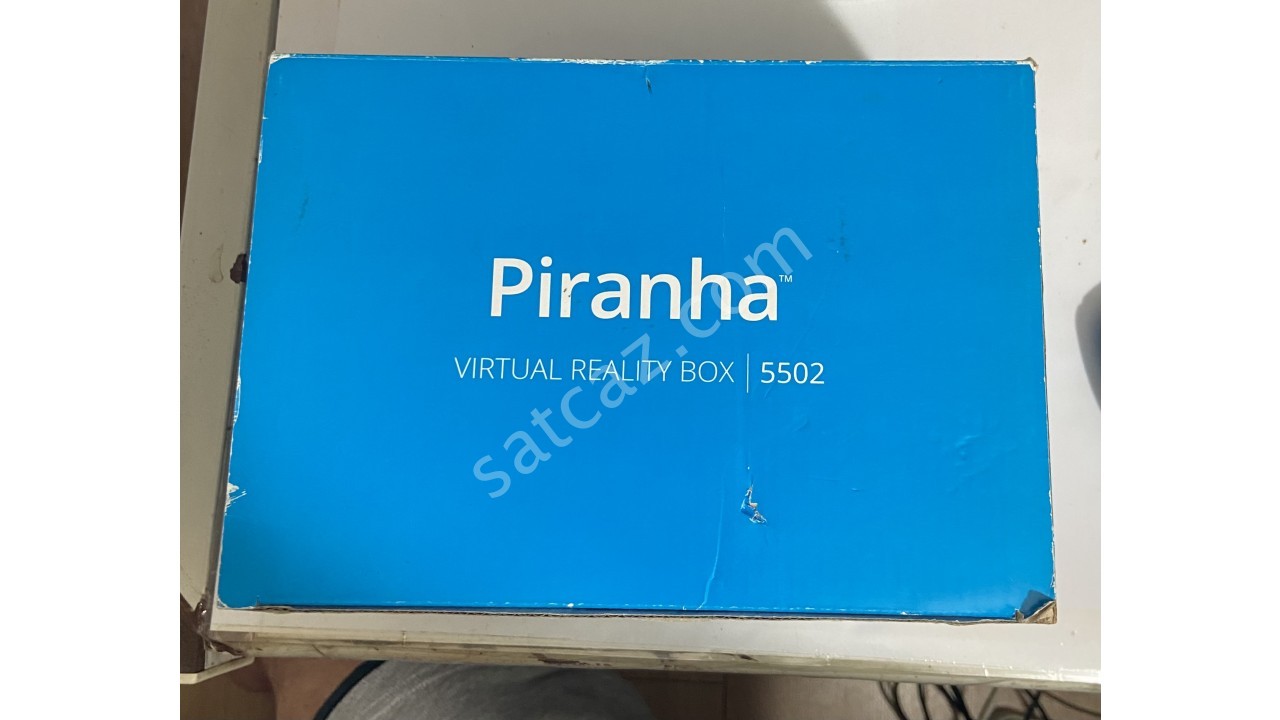 Piranha™
VIRTUAL REALITY BOX | 5502
satcaz.com